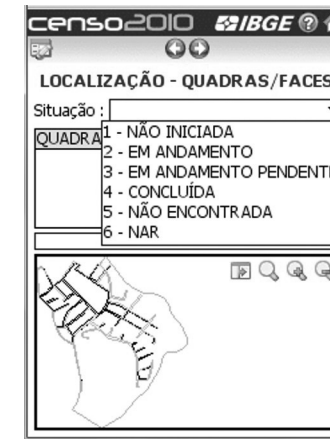 censo2010 IBGE
LOCALIZAÇÃO - QUADRAS/FACES
Situação :
QUADRA
1 - NÃO INICIADA
2 - EM ANDAMENTO
3 - EM ANDAMENTO PENDENT
4 - CONCLUÍDA
5 - NÃO ENCONTRADA
6 - NAR